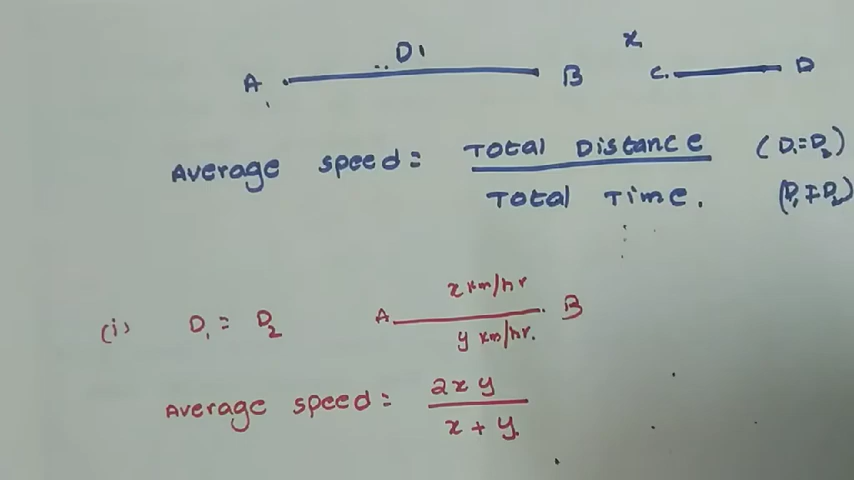 D1
x
A B C. D
Average speed = Total Distance (D₁=D₂)
Total Time. (D₁≠D₂)
x km/hr
(i) D₁ = D₂ A B
y km/hr.
Average speed = 2xy
x + y.